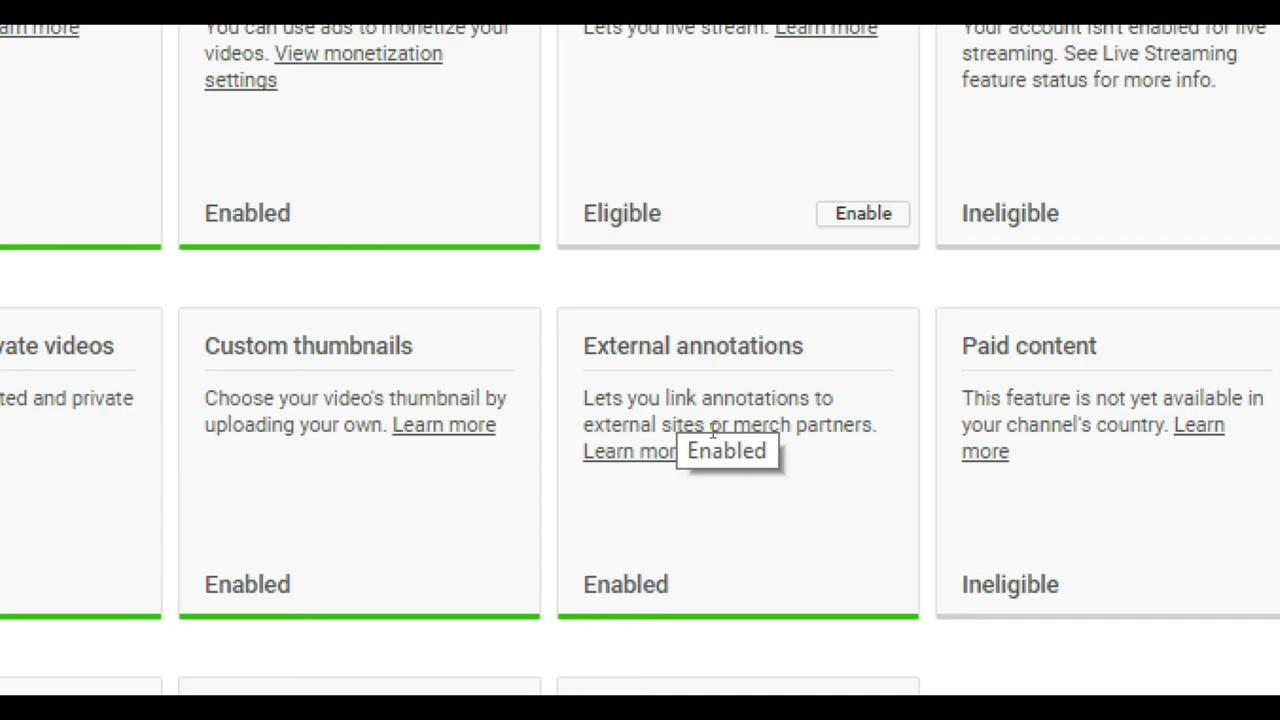 learn more
You can use ads to monetize your
videos. View monetization
settings
Enabled
Lets you live stream. Learn more
Eligible
Enable
Your account isn't enabled for live
streaming. See Live Streaming
feature status for more info.
Ineligible
vate videos
ted and private
Custom thumbnails
Choose your video's thumbnail by
uploading your own. Learn more
Enabled
External annotations
Lets you link annotations to
external sites or merch partners.
Learn mor
Enabled
Enabled
Paid content
This feature is not yet available in
your channel's country. Learn
more
Ineligible